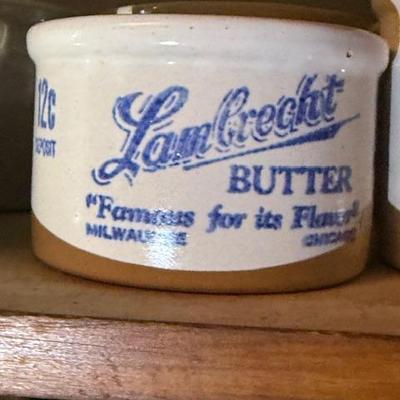 12c
DEPOSIT
Lambrecht
BUTTER
"Famous for its Flavor"
MILWAUKEE CHICAGO